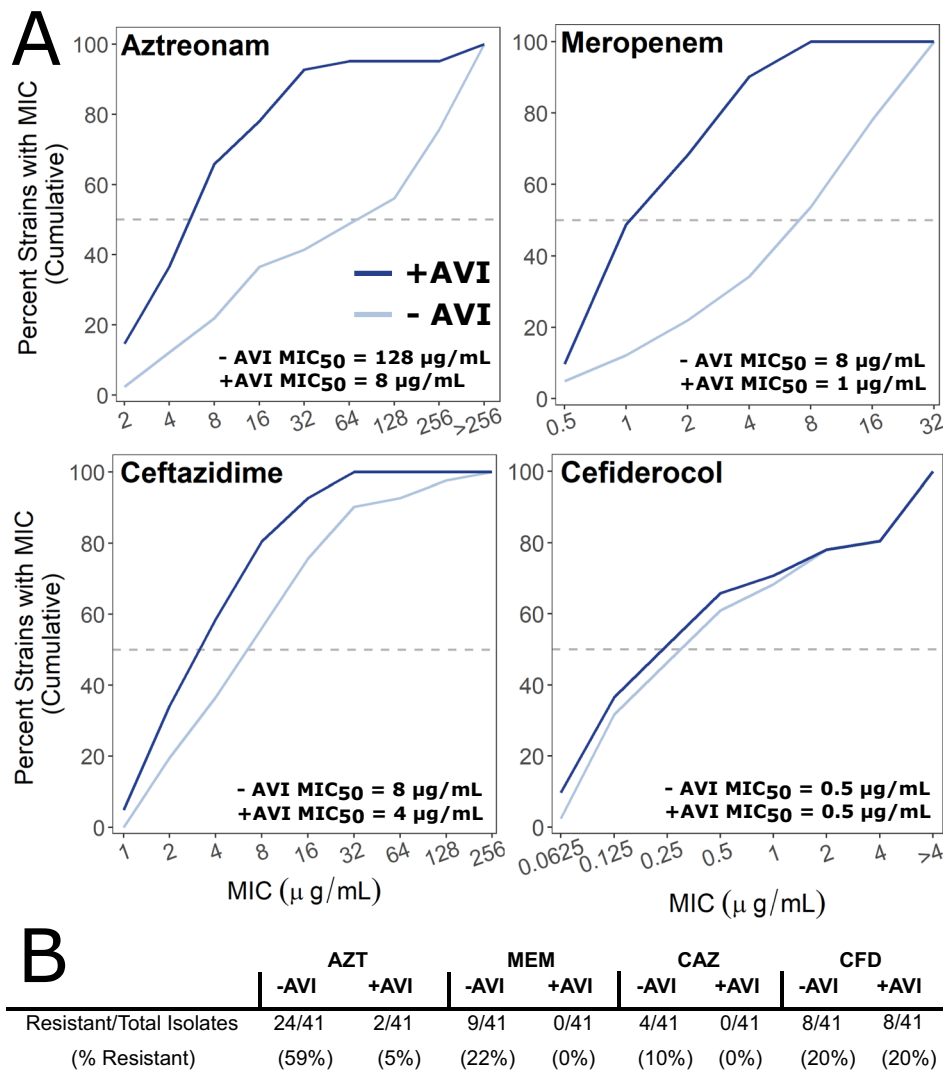 A
Aztreonam
Percent Strains with MIC
(Cumulative)
100
80
60
40
20
0
+AVI
- AVI
- AVI MIC50 = 128 µg/mL
+AVI MIC50 = 8 µg/mL
2 4 8 16 32 64 128 256 >256
Meropenem
100
80
60
40
20
0
- AVI MIC50 = 8 µg/mL
+AVI MIC50 = 1 µg/mL
0.5 1 2 4 8 16 32
Ceftazidime
Percent Strains with MIC
(Cumulative)
100
80
60
40
20
0
- AVI MIC50 = 8 µg/mL
+AVI MIC50 = 4 µg/mL
1 2 4 8 16 32 64 128 256
MIC (µ g/mL)
Cefiderocol
100
80
60
40
20
0
- AVI MIC50 = 0.5 µg/mL
+AVI MIC50 = 0.5 µg/mL
0.0625 0.125 0.25 0.5 1 2 4 >4
MIC (µ g/mL)
B
AZT MEM CAZ CFD
-AVI +AVI -AVI +AVI -AVI +AVI -AVI +AVI
Resistant/Total Isolates 24/41 2/41 9/41 0/41 4/41 0/41 8/41 8/41
(% Resistant) (59%) (5%) (22%) (0%) (10%) (0%) (20%) (20%)